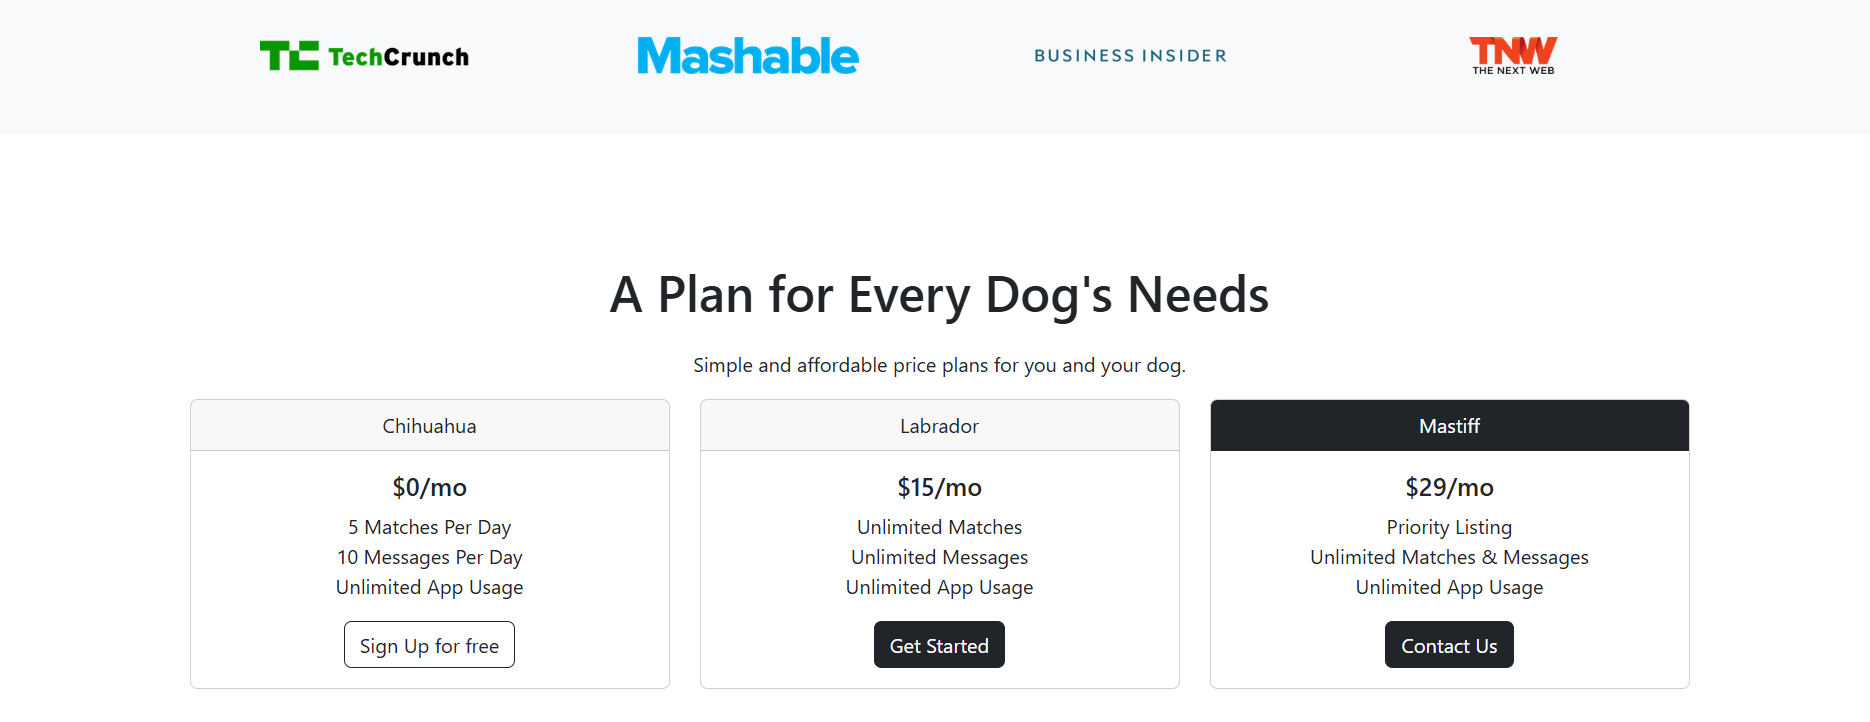 TC TechCrunch
Mashable
BUSINESS INSIDER
TNW
THE NEXT WEB
A Plan for Every Dog's Needs
Simple and affordable price plans for you and your dog.
Chihuahua
$0/mo
5 Matches Per Day
10 Messages Per Day
Unlimited App Usage
Sign Up for free
Labrador
$15/mo
Unlimited Matches
Unlimited Messages
Unlimited App Usage
Get Started
Mastiff
$29/mo
Priority Listing
Unlimited Matches & Messages
Unlimited App Usage
Contact Us